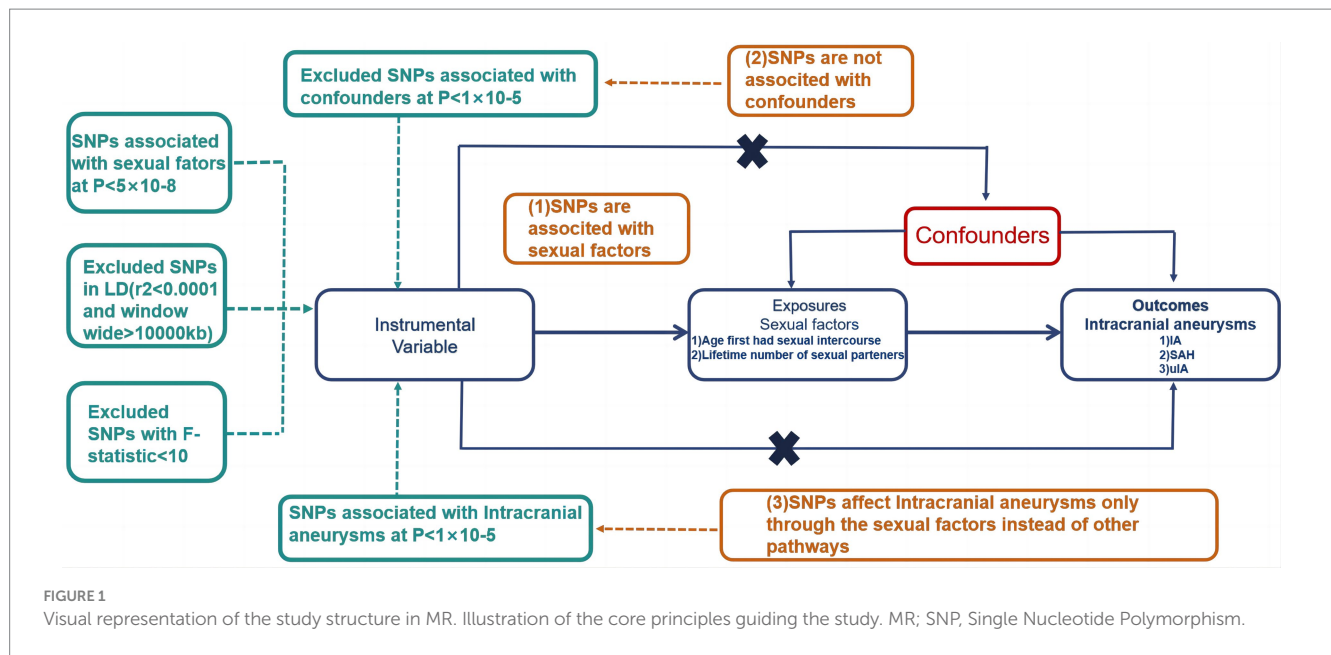 Excluded SNPs associated with
confounders at P<1×10-5
(2)SNPs are not
associted with
confounders
SNPs associated
with sexual fators
at P<5×10-8
(1)SNPs are
associted with
sexual factors
Confounders
Excluded SNPs
in LD(r2<0.0001
and window
wide>10000kb)
Instrumental
Variable
Exposures
Sexual factors
1)Age first had sexual intercourse
2)Lifetime number of sexual parteners
Outcomes
Intracranial aneurysms
1)IA
2)SAH
3)uIA
Excluded
SNPs with F-
statistic<10
SNPs associated with Intracranial
aneurysms at P<1×10-5
(3)SNPs affect Intracranial aneurysms only
through the sexual factors instead of other
pathways
FIGURE 1
Visual representation of the study structure in MR. Illustration of the core principles guiding the study. MR; SNP, Single Nucleotide Polymorphism.